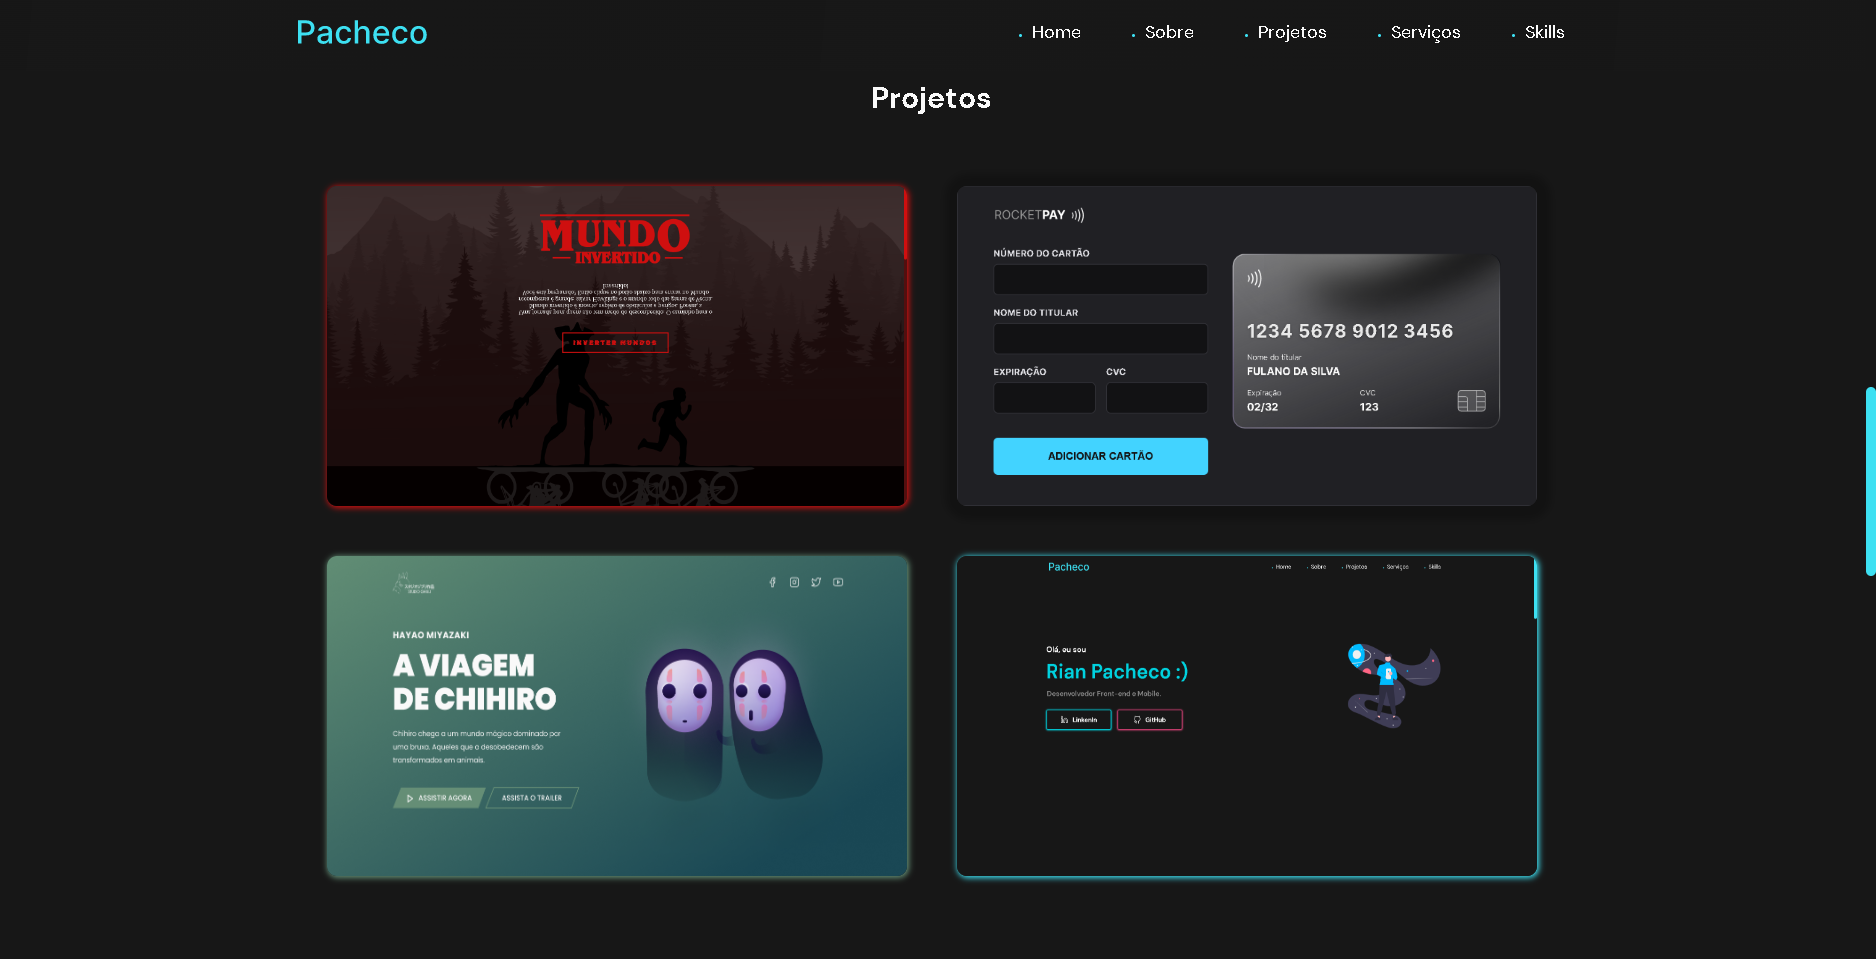 Pacheco
Home
Sobre
Projetos
Serviços
Skills
Projetos
MUNDO
INVERTIDO
INVERTER MUNDOS
ROCKETPAY
NÚMERO DO CARTÃO
NOME DO TITULAR
EXPIRAÇÃO CVC
ADICIONAR CARTÃO
1234 5678 9012 3456
Nome do titular
FULANO DA SILVA
Expiração CVC
02/32 123
HAYAO MIYAZAKI
A VIAGEM
DE CHIHIRO
Chihiro chega a um mundo mágico dominado por
uma bruxa. Aqueles que a desobedecem são
transformados em animais.
ASSISTIR AGORA
ASSISTA O TRAILER
Pacheco
Home
Sobre
Projetos
Serviços
Skills
Olá, eu sou
Rian Pacheco :)
Desenvolvedor Front-end e Mobile.
LinkenIn
GitHub